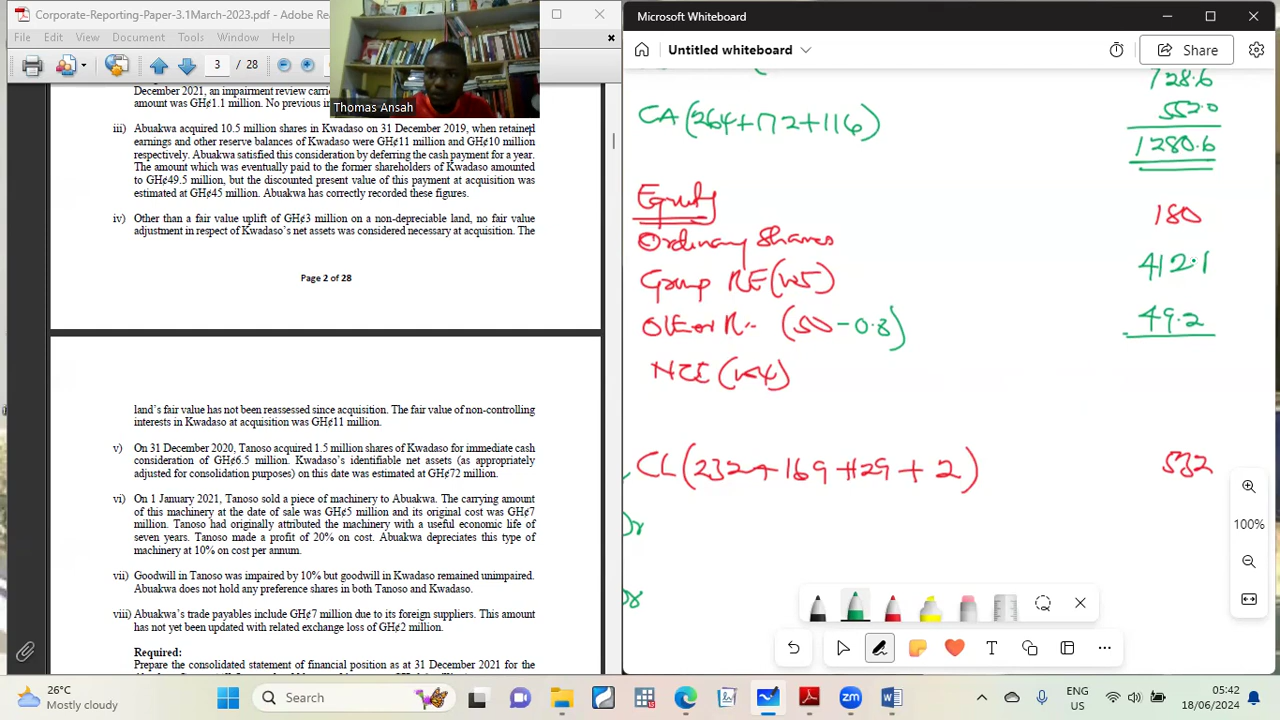 Corporate-Reporting-Paper-3.1March-2023.pdf - Adobe Read
File Edit View Document Tools Window Help
3 / 28
December 2021, an impairment review carri
amount was GH¢1.1 million. No previous in
iii) Abuakwa acquired 10.5 million shares in Kwadaso on 31 December 2019, when retained
earnings and other reserve balances of Kwadaso were GH¢11 million and GH¢10 million
respectively. Abuakwa satisfied this consideration by deferring the cash payment for a year.
The amount which was eventually paid to the former shareholders of Kwadaso amounted
to GH¢49.5 million, but the discounted present value of this payment at acquisition was
estimated at GH¢45 million. Abuakwa has correctly recorded these figures.
iv) Other than a fair value uplift of GH¢3 million on a non-depreciable land, no fair value
adjustment in respect of Kwadaso's net assets was considered necessary at acquisition. The
Page 2 of 28
land's fair value has not been reassessed since acquisition. The fair value of non-controlling
interests in Kwadaso at acquisition was GH¢11 million.
v) On 31 December 2020, Tanoso acquired 1.5 million shares of Kwadaso for immediate cash
consideration of GH¢6.5 million. Kwadaso's identifiable net assets (as appropriately
adjusted for consolidation purposes) on this date was estimated at GH¢72 million.
vi) On 1 January 2021, Tanoso sold a piece of machinery to Abuakwa. The carrying amount
of this machinery at the date of sale was GH¢5 million and its original cost was GH¢7
million. Tanoso had originally attributed the machinery with a useful economic life of
seven years. Tanoso made a profit of 20% on cost. Abuakwa depreciates this type of
machinery at 10% on cost per annum.
vii) Goodwill in Tanoso was impaired by 10% but goodwill in Kwadaso remained unimpaired.
Abuakwa does not hold any preference shares in both Tanoso and Kwadaso.
viii) Abuakwa's trade payables include GH¢7 million due to its foreign suppliers. This amount
has not yet been updated with related exchange loss of GH¢2 million.
Required:
Prepare the consolidated statement of financial position as at 31 December 2021 for the
Thomas Ansah
Microsoft Whiteboard
Untitled whiteboard
Share
728.6
CA (264+172+116) 552.0
1280.6
Equity
Ordinary Shares 180
Group RE (W5) 412.1
Other R.. (50 - 0.8) 49.2
NCI (W4)
CL (232+169+129+2) 532
Dr
100%
T
26°C
Mostly cloudy
Search
zm
ENG
US
05:42
18/06/2024